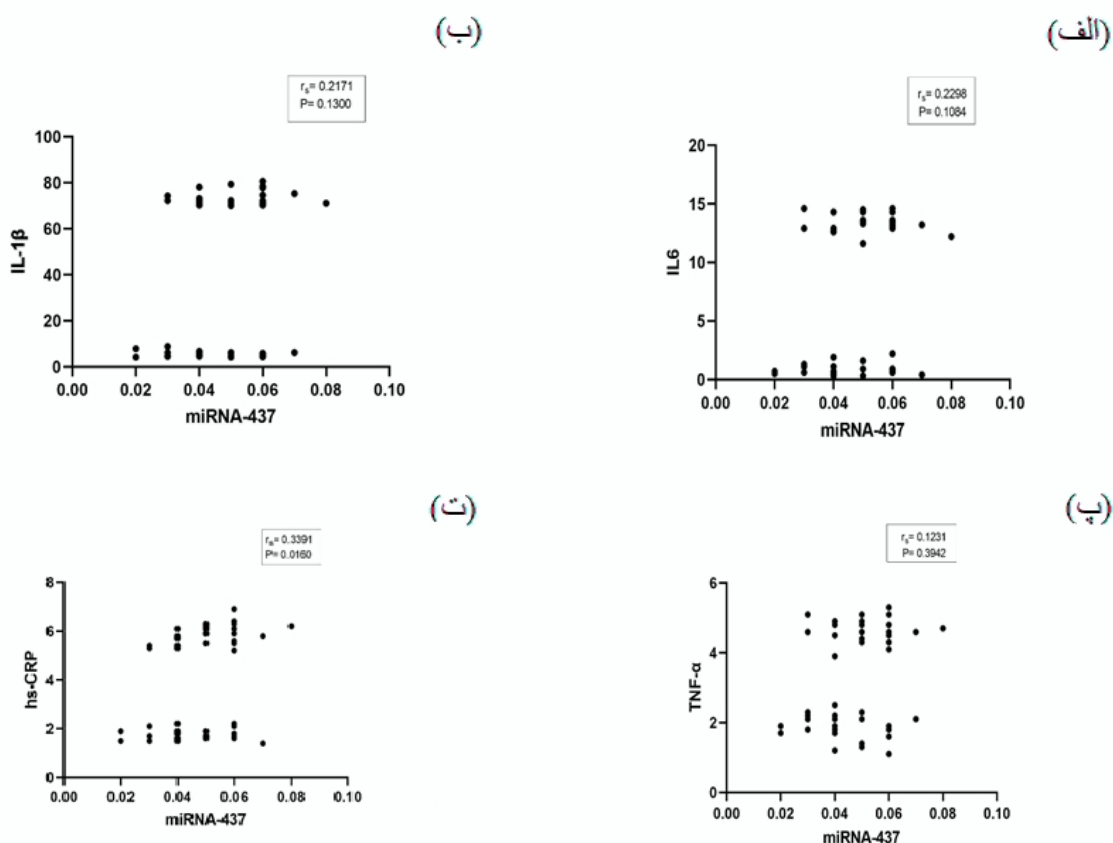 (الف)
rs= 0.2298
P= 0.1084
20
15
10
5
0
IL6
0.00 0.02 0.04 0.06 0.08 0.10
miRNA-437
(ب)
rs= 0.2171
P= 0.1300
100
80
60
40
20
0
IL-1β
0.00 0.02 0.04 0.06 0.08 0.10
miRNA-437
(پ)
rs= 0.1231
P= 0.3942
6
4
2
0
TNF-α
0.00 0.02 0.04 0.06 0.08 0.10
miRNA-437
(ت)
rs= 0.3391
P= 0.0160
8
6
4
2
0
hs-CRP
0.00 0.02 0.04 0.06 0.08 0.10
miRNA-437